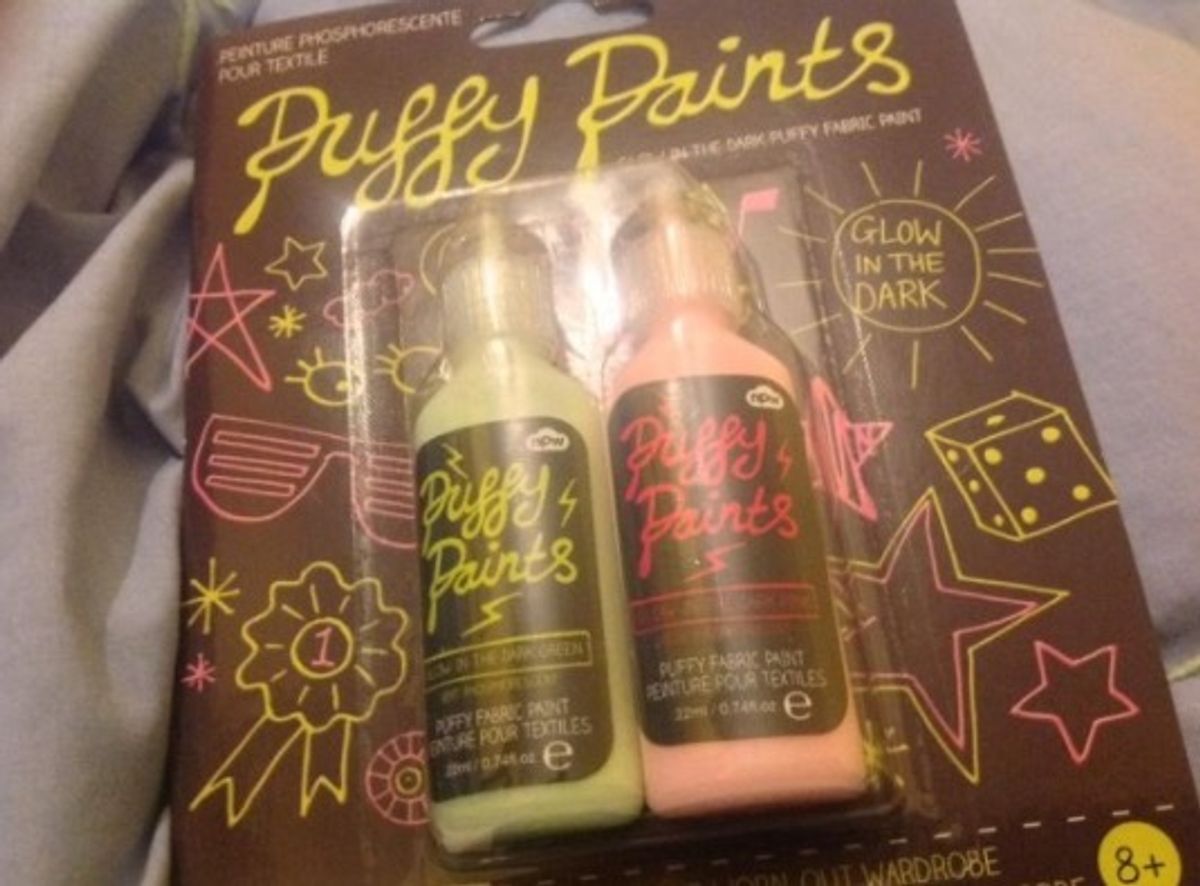 PEINTURE PHOSPHORESCENTE
POUR TEXTILE
Puffy Paints
GLOW IN THE DARK PUFFY FABRIC PAINT
GLOW
IN THE
DARK
npw
Puffy
Paints
GLOW IN THE DARK GREEN
PUFFY FABRIC PAINT
PEINTURE POUR TEXTILES
22ml / 0.74fl oz. e
npw
Puffy
Paints
PUFFY FABRIC PAINT
PEINTURE POUR TEXTILES
22ml / 0.74fl oz e
1
OUT WARDROBE
8+